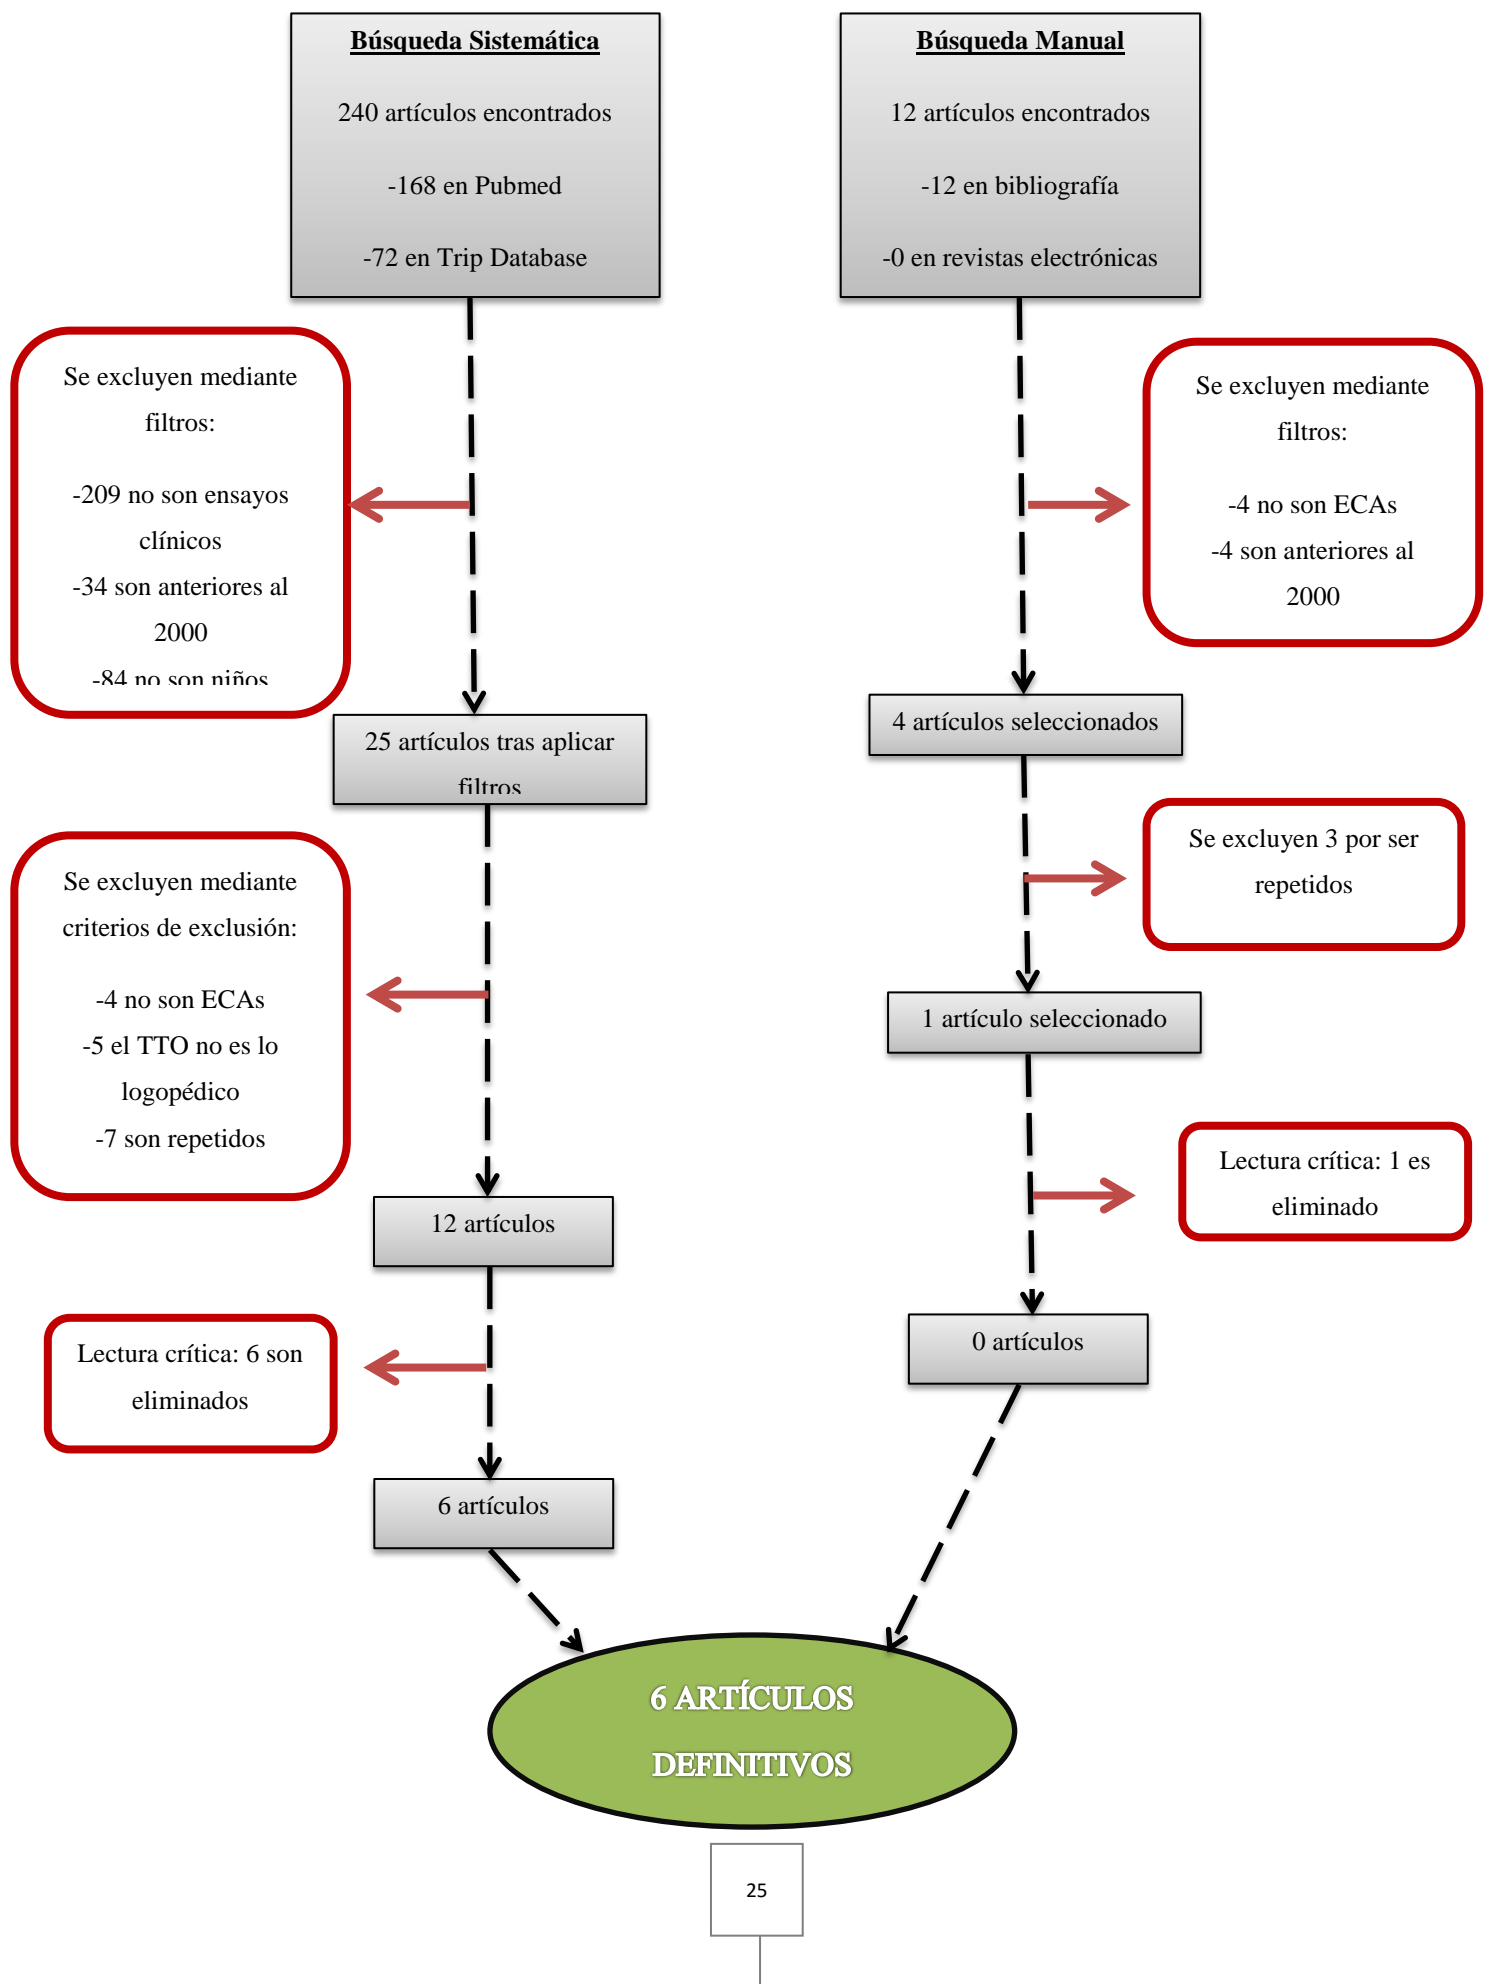 Búsqueda Sistemática
240 artículos encontrados
-168 en Pubmed
-72 en Trip Database
Búsqueda Manual
12 artículos encontrados
-12 en bibliografía
-0 en revistas electrónicas
Se excluyen mediante
filtros:
-209 no son ensayos
clínicos
-34 son anteriores al
2000
-84 no son niños
Se excluyen mediante
filtros:
-4 no son ECAs
-4 son anteriores al
2000
25 artículos tras aplicar
filtros
4 artículos seleccionados
Se excluyen 3 por ser
repetidos
Se excluyen mediante
criterios de exclusión:
-4 no son ECAs
-5 el TTO no es lo
logopédico
-7 son repetidos
1 artículo seleccionado
Lectura crítica: 1 es
eliminado
12 artículos
0 artículos
Lectura crítica: 6 son
eliminados
6 artículos
6 ARTÍCULOS
DEFINITIVOS
25